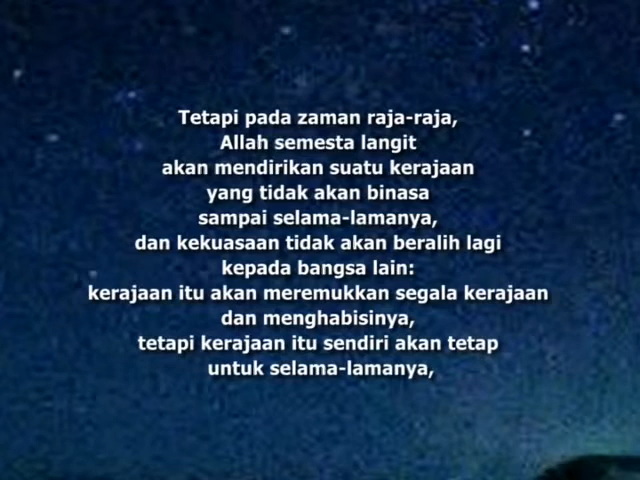 Tetapi pada zaman raja-raja,
Allah semesta langit
akan mendirikan suatu kerajaan
yang tidak akan binasa
sampai selama-lamanya,
dan kekuasaan tidak akan beralih lagi
kepada bangsa lain:
kerajaan itu akan meremukkan segala kerajaan
dan menghabisinya,
tetapi kerajaan itu sendiri akan tetap
untuk selama-lamanya,